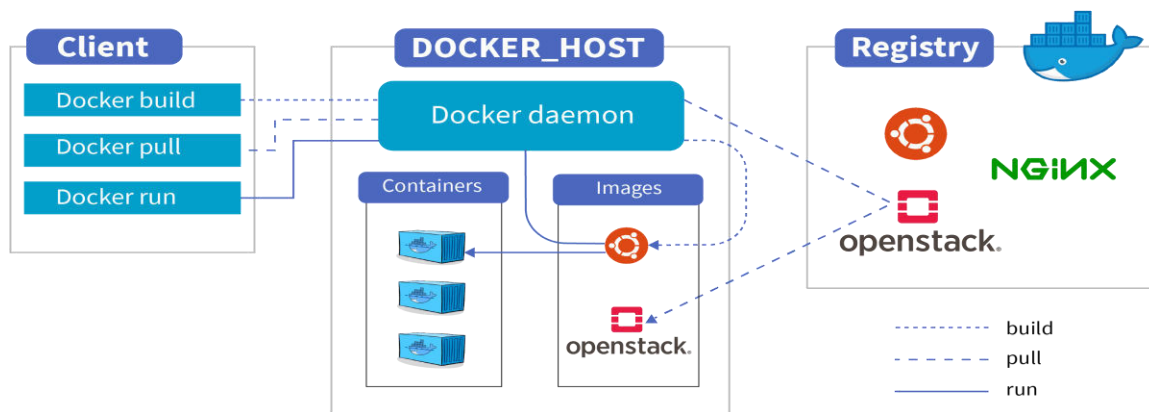 Client
Docker build
Docker pull
Docker run
DOCKER_HOST
Docker daemon
Containers
Images
openstack.
Registry
NGINX
openstack.
build
pull
run